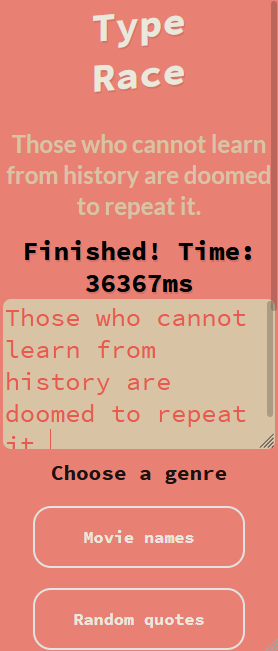 Type
Race
Those who cannot learn
from history are doomed
to repeat it.
Finished! Time:
36367ms
Those who cannot
learn from
history are
doomed to repeat
it.
Choose a genre
Movie names
Random quotes